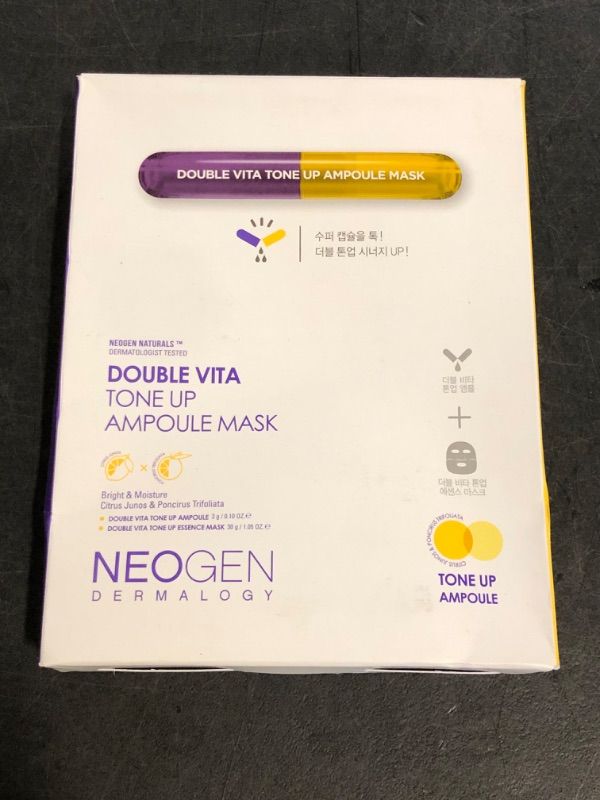 DOUBLE VITA TONE UP AMPOULE MASK
수퍼 캡슐을 톡!
더블 톤업 시너지 UP!
NEOGEN NATURALS ™
DERMATOLOGIST TESTED
DOUBLE VITA
TONE UP
AMPOULE MASK
더블 비타
톤업 앰플
+
더블 비타 톤업
에센스 마스크
×
Bright & Moisture
Citrus Junos & Poncirus Trifoliata
DOUBLE VITA TONE UP AMPOULE 3 g / 0.10 OZ.℮
DOUBLE VITA TONE UP ESSENCE MASK 30 g / 1.05 OZ.℮
NEOGEN
DERMALOGY
CITRUS JUNOS & PONCIRUS TRIFOLIATA
TONE UP
AMPOULE